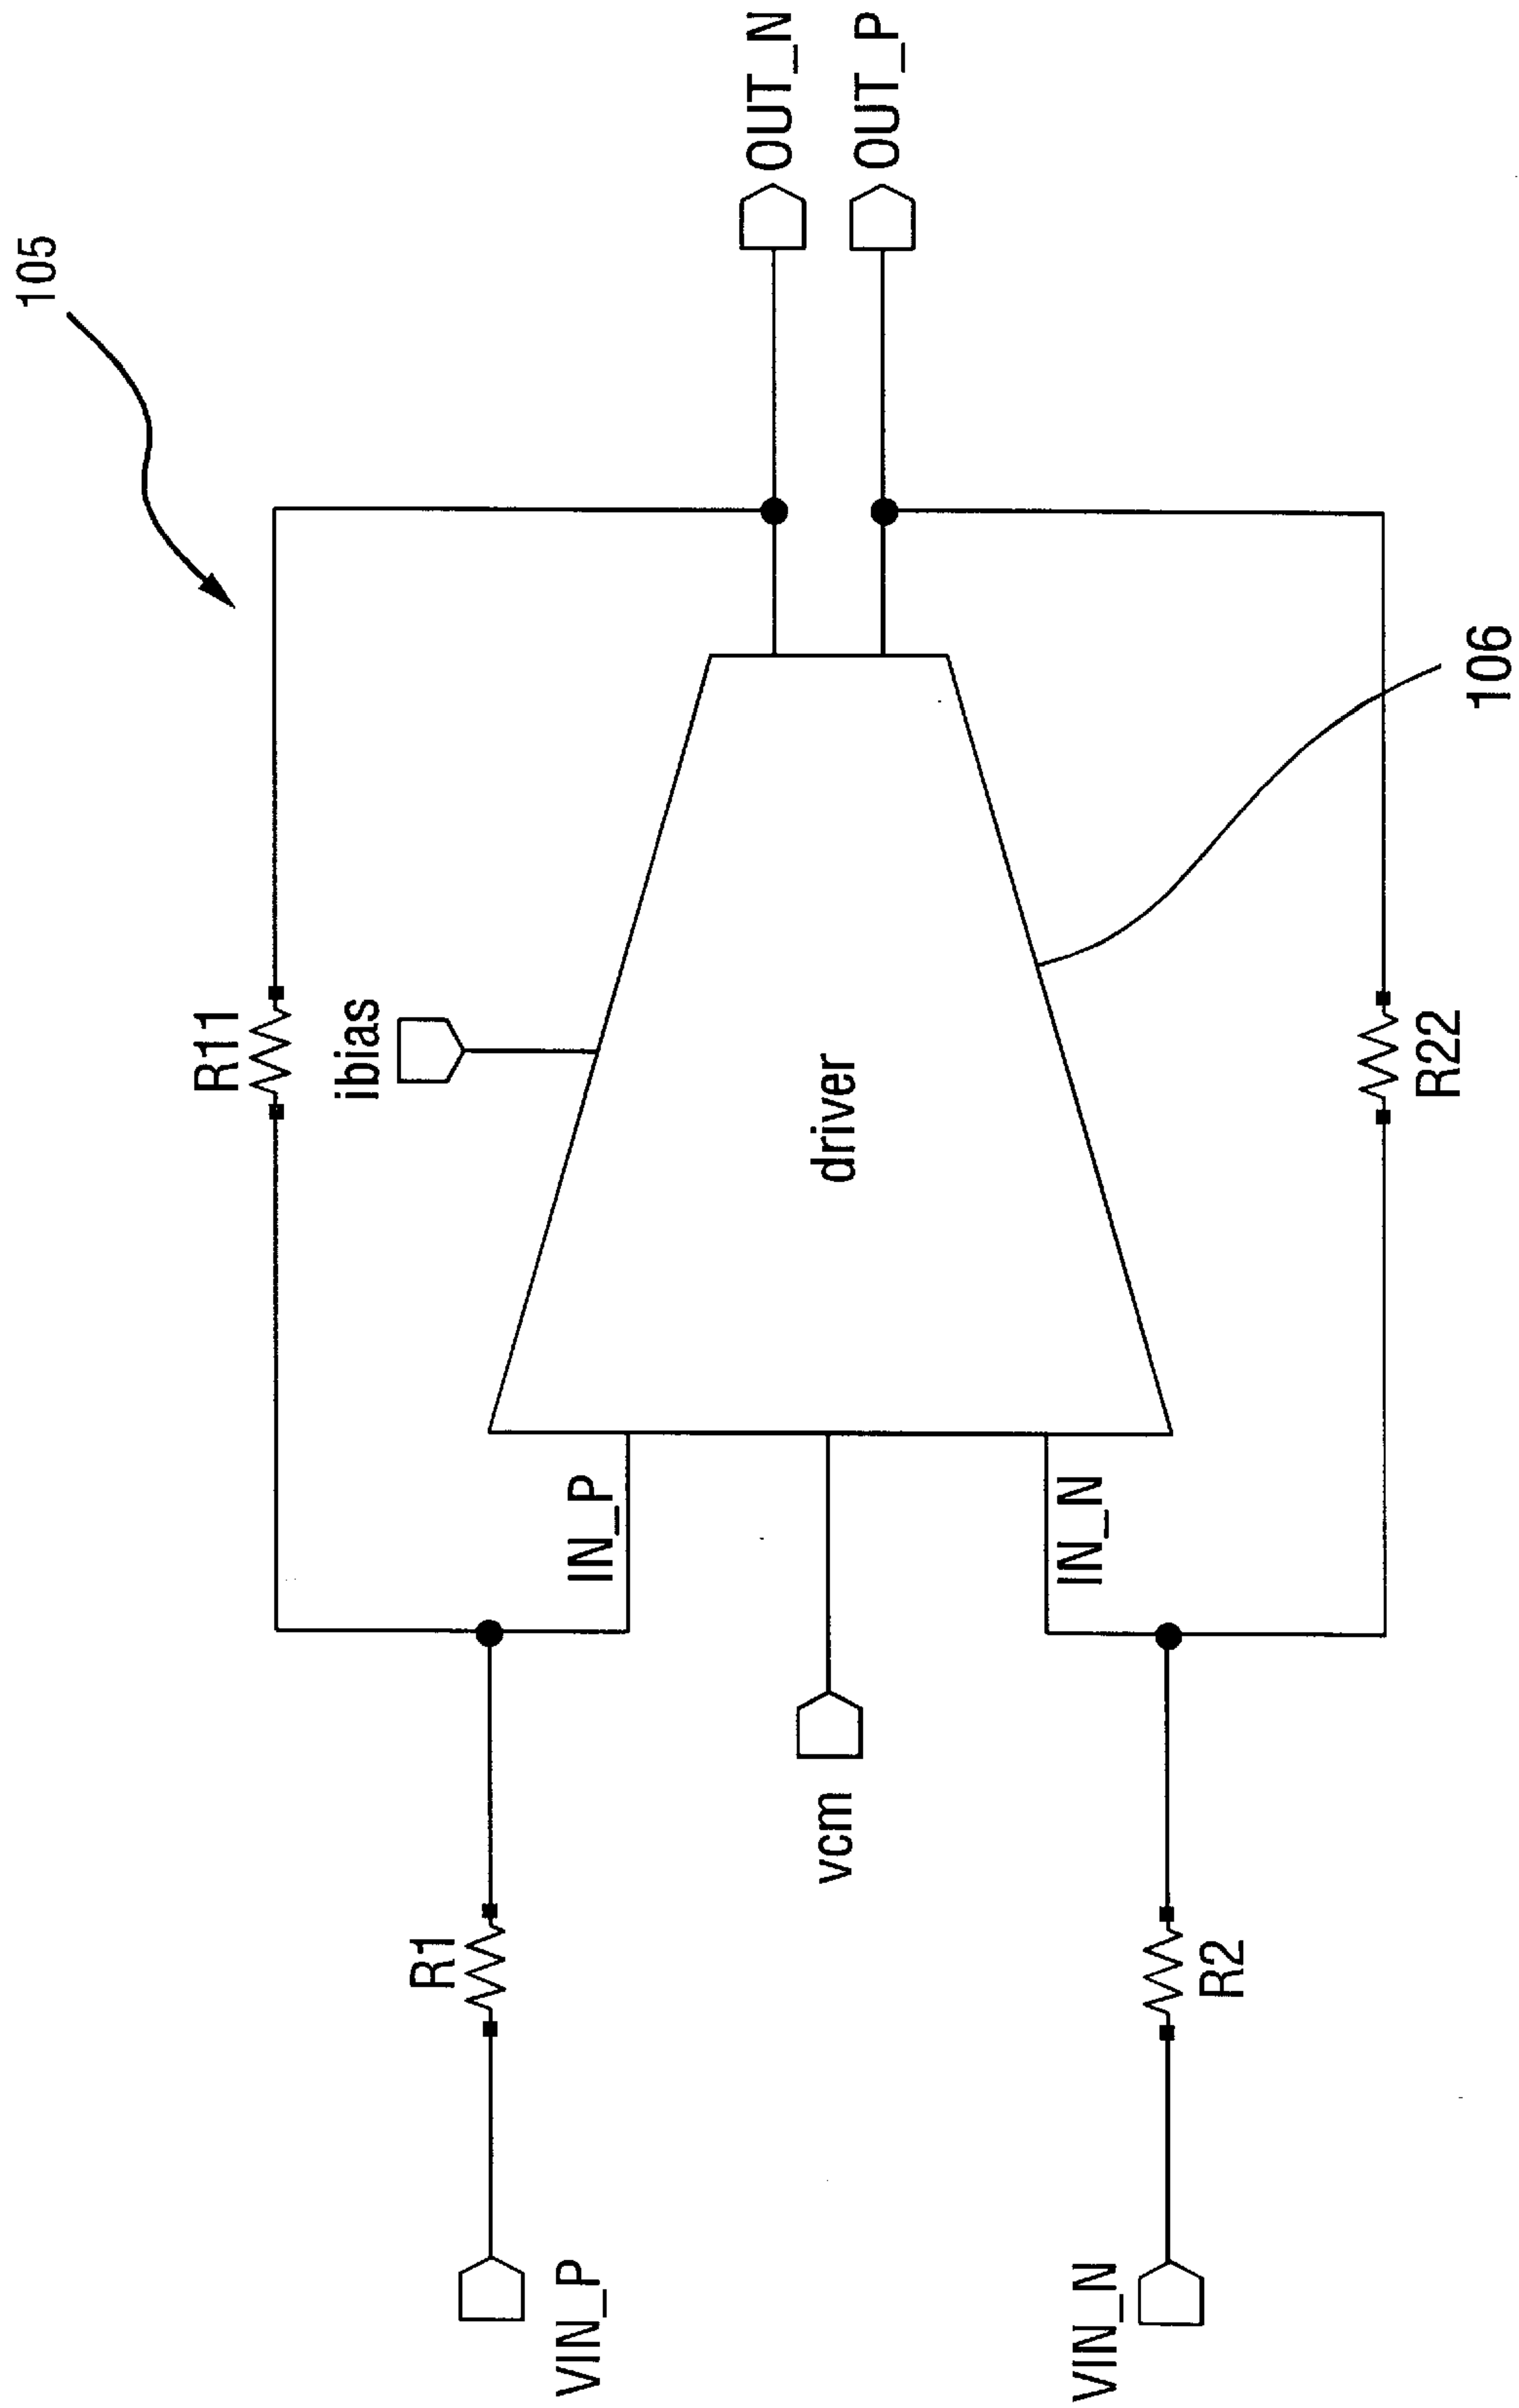 105
R11
ibias
OUT_N
OUT_P
R1
IN_P
VIN_P
driver
vcm
IN_N
VIN_N
R2
R22
106